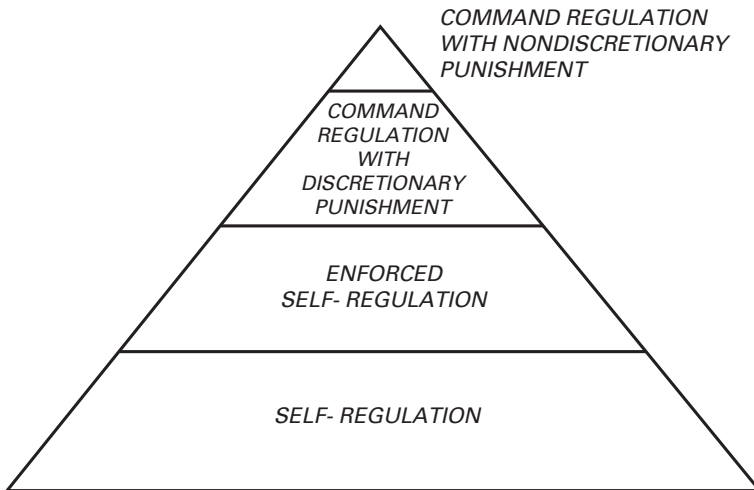 COMMAND REGULATION
WITH NONDISCRETIONARY
PUNISHMENT
COMMAND
REGULATION
WITH
DISCRETIONARY
PUNISHMENT
ENFORCED
SELF- REGULATION
SELF- REGULATION